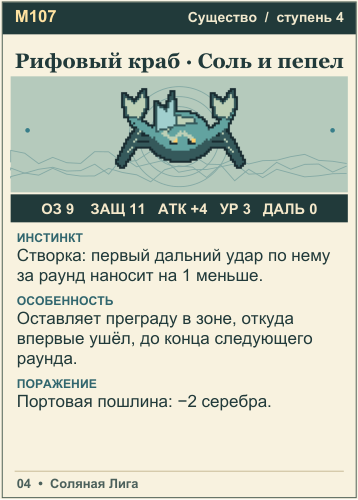 M107
Существо / ступень 4
Рифовый краб · Соль и пепел
ОЗ 9 ЗАЩ 11 АТК +4 УР 3 ДАЛЬ 0
ИНСТИНКТ
Створка: первый дальний удар по нему
за раунд наносит на 1 меньше.
ОСОБЕННОСТЬ
Оставляет преграду в зоне, откуда
впервые ушёл, до конца следующего
раунда.
ПОРАЖЕНИЕ
Портовая пошлина: −2 серебра.
04 • Соляная Лига